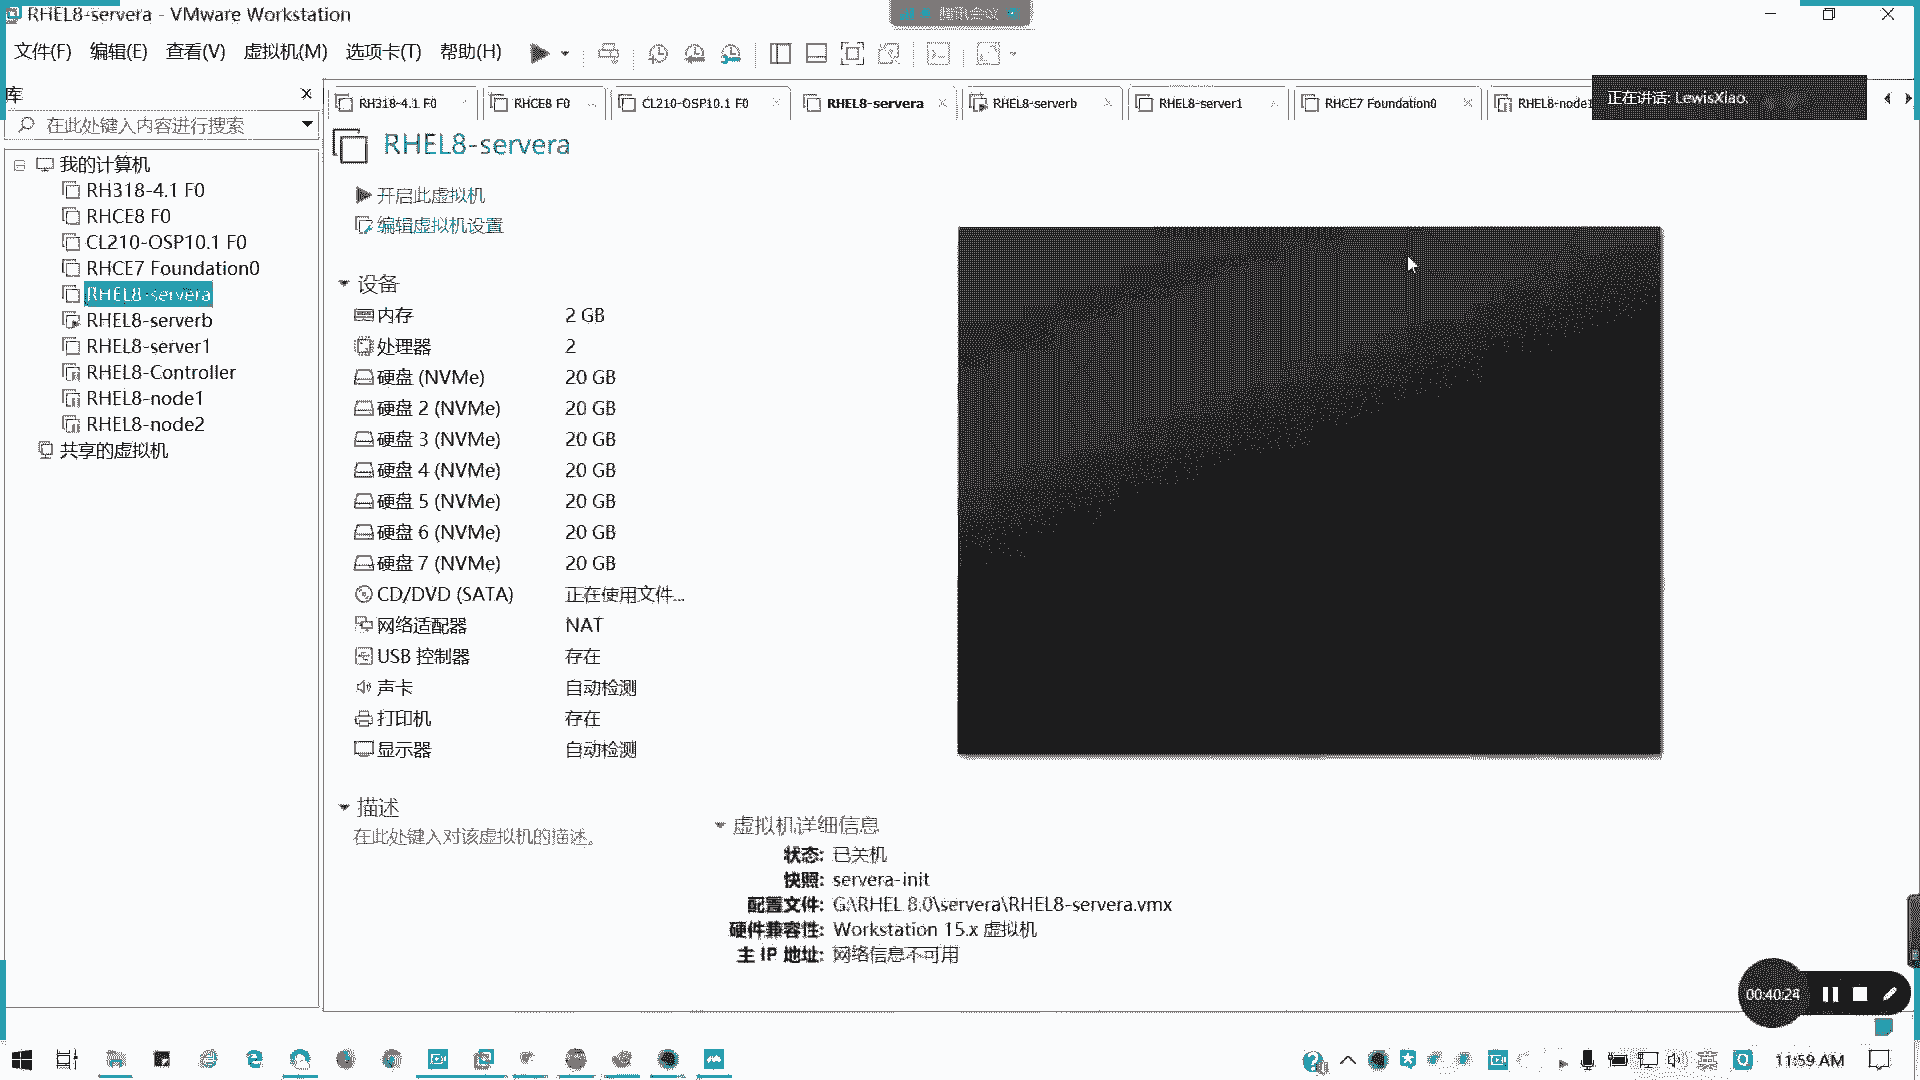 RHEL8-servera - VMware Workstation
腾讯会议
文件(F) 编辑(E) 查看(V) 虚拟机(M) 选项卡(T) 帮助(H)
库
在此处键入内容进行搜索
我的计算机
RH318-4.1 F0
RHCE8 F0
CL210-OSP10.1 F0
RHCE7 Foundation0
RHEL8-servera
RHEL8-serverb
RHEL8-server1
RHEL8-Controller
RHEL8-node1
RHEL8-node2
共享的虚拟机
RH318-4.1 F0 RHCE8 F0 CL210-OSP10.1 F0 RHEL8-servera RHEL8-serverb RHEL8-server1 RHCE7 Foundation0 RHEL8-node1
正在讲话: LewisXiao.
RHEL8-servera
开启此虚拟机
编辑虚拟机设置
设备
内存 2 GB
处理器 2
硬盘 (NVMe) 20 GB
硬盘 2 (NVMe) 20 GB
硬盘 3 (NVMe) 20 GB
硬盘 4 (NVMe) 20 GB
硬盘 5 (NVMe) 20 GB
硬盘 6 (NVMe) 20 GB
硬盘 7 (NVMe) 20 GB
CD/DVD (SATA) 正在使用文件...
网络适配器 NAT
USB 控制器 存在
声卡 自动检测
打印机 存在
显示器 自动检测
描述
在此处键入对该虚拟机的描述。
虚拟机详细信息
状态: 已关机
快照: servera-init
配置文件: G:\RHEL 8.0\servera\RHEL8-servera.vmx
硬件兼容性: Workstation 15.x 虚拟机
主 IP 地址: 网络信息不可用
00:40:24
英
11:59 AM